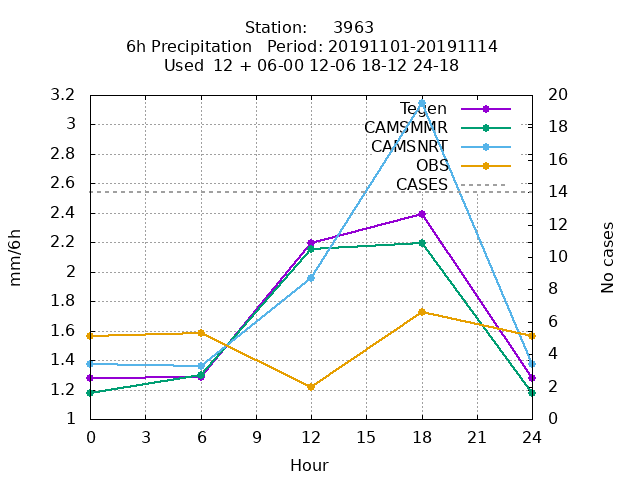 Station: 3963
6h Precipitation Period: 20191101-20191114
Used 12 + 06-00 12-06 18-12 24-18
3.2
3
2.8
2.6
2.4
2.2
2
1.8
1.6
1.4
1.2
1
20
18
16
14
12
10
8
6
4
2
0
Tegen
CAMSMMR
CAMSNRT
OBS
CASES
mm/6h
No cases
0 3 6 9 12 15 18 21 24
Hour